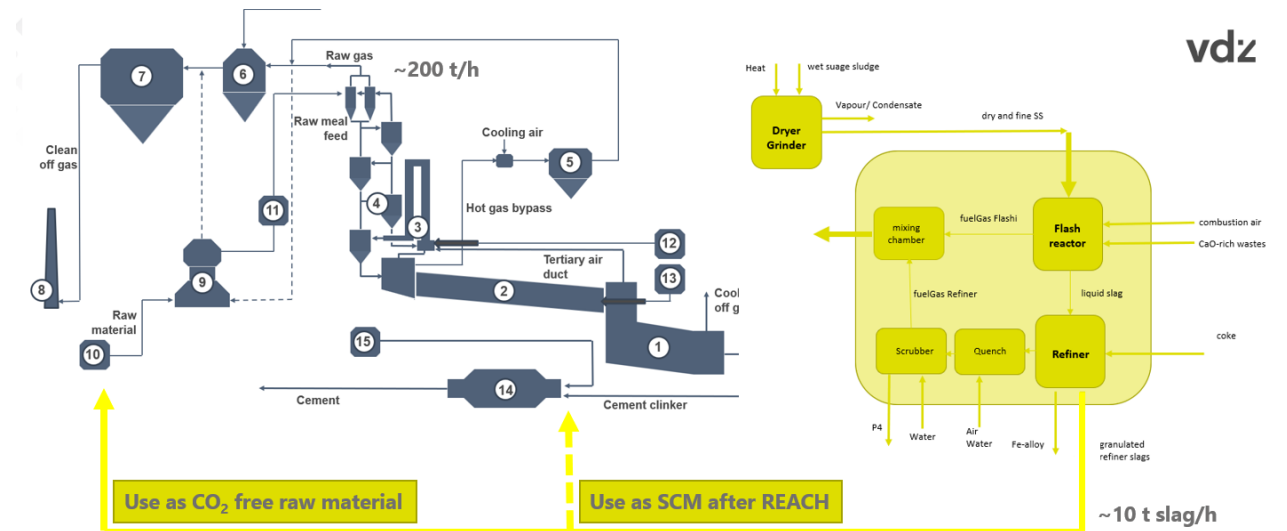 vdz
Raw gas
~200 t/h
7
6
Raw meal
feed
Cooling air
5
Clean
off gas
4
3
Hot gas bypass
11
12
Tertiary air
duct
13
8
9
2
Raw
material
10
Cool
off g
15
1
14
Cement
Cement clinker
Use as CO₂ free raw material
Use as SCM after REACH
Heat
wet suage sludge
Dryer
Grinder
Vapour/ Condensate
dry and fine SS
mixing
chamber
fuelGas Flashi
Flash
reactor
combustion air
CaO-rich wastes
fuelGas Refiner
liquid slag
Scrubber
Quench
Refiner
coke
P4
Water
Air
Water
Fe-alloy
granulated
refiner slags
~10 t slag/h